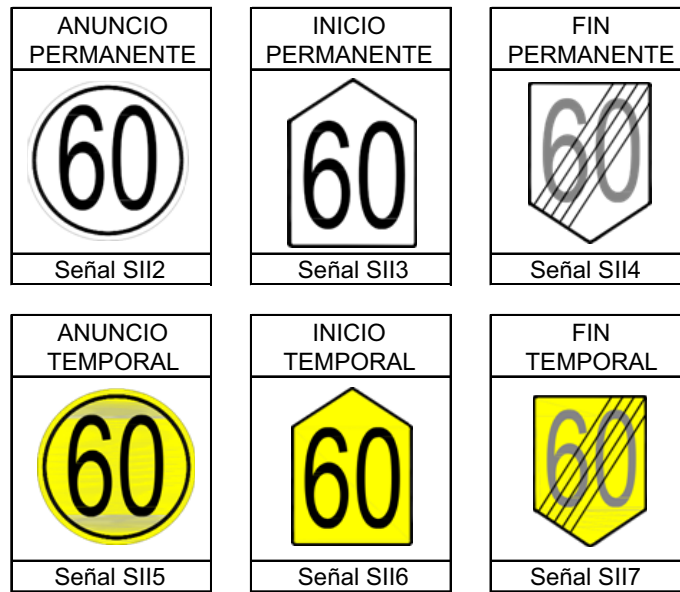 ANUNCIO
PERMANENTE
60
Señal SII2
INICIO
PERMANENTE
60
Señal SII3
FIN
PERMANENTE
60
Señal SII4
ANUNCIO
TEMPORAL
60
Señal SII5
INICIO
TEMPORAL
60
Señal SII6
FIN
TEMPORAL
60
Señal SII7